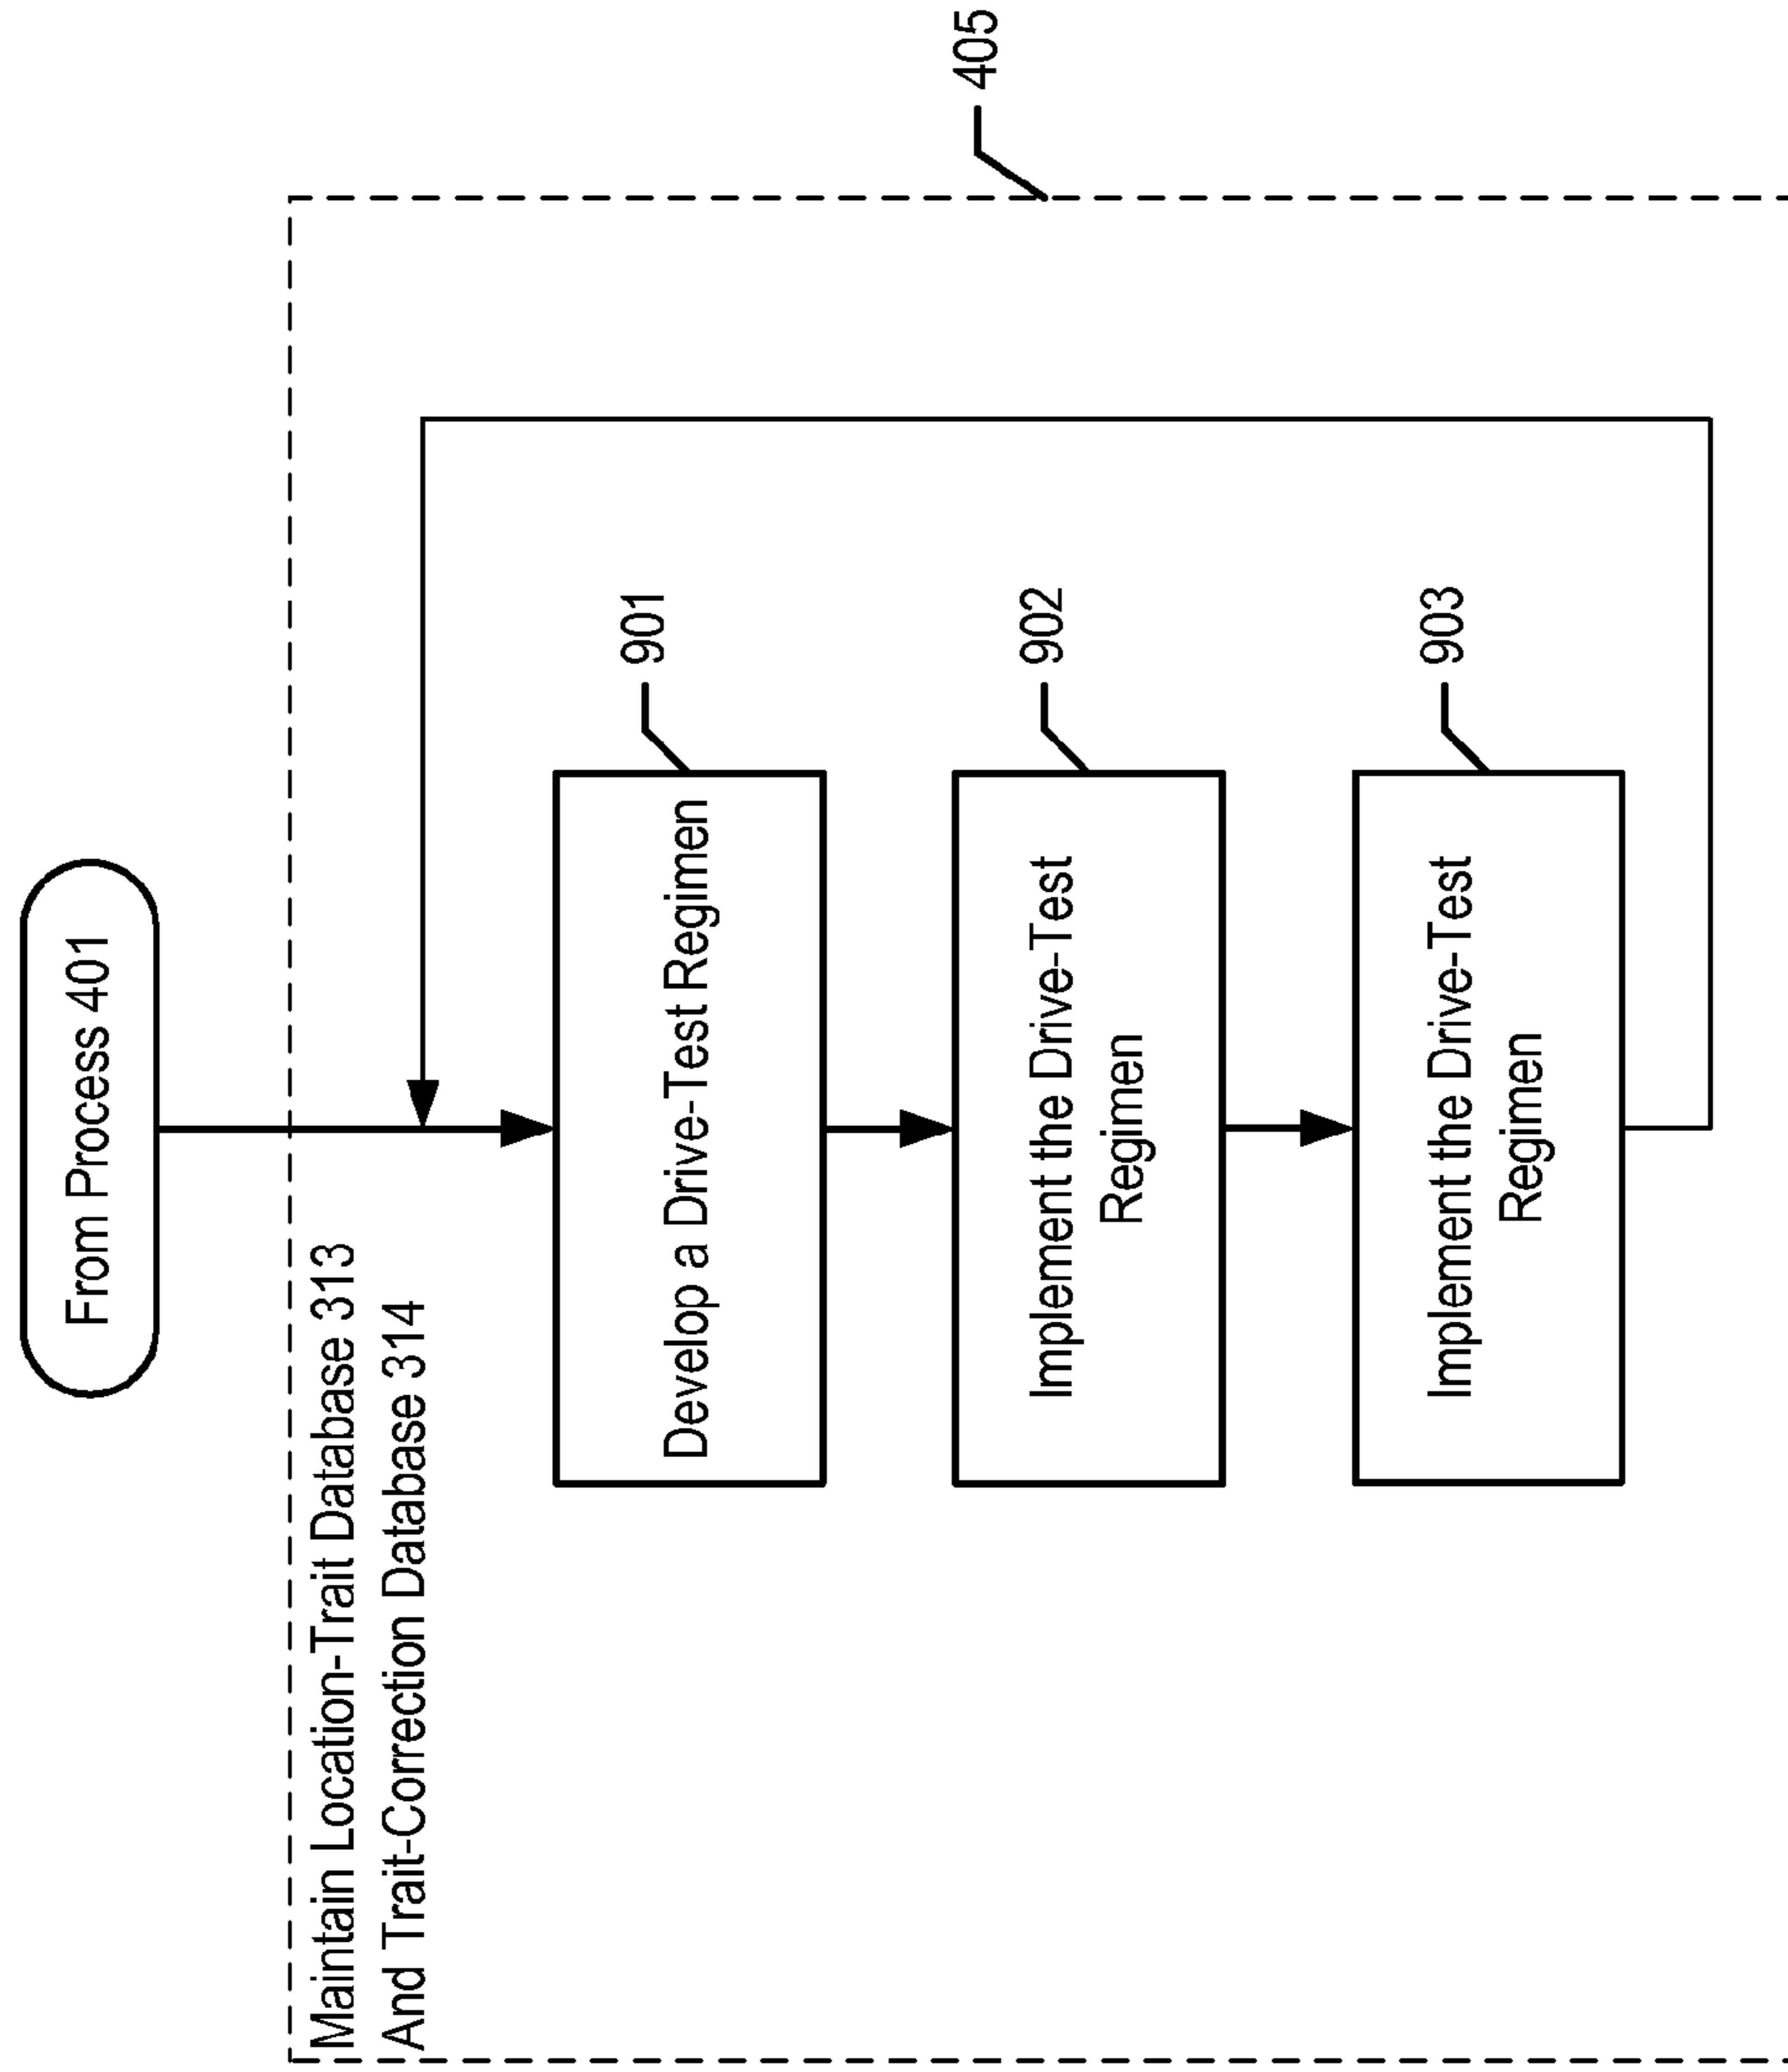 From Process 401
Maintain Location-Trait Database 313
And Trait-Correction Database 314
405
Develop a Drive-Test Regimen
901
Implement the Drive-Test
Regimen
902
Implement the Drive-Test
Regimen
903